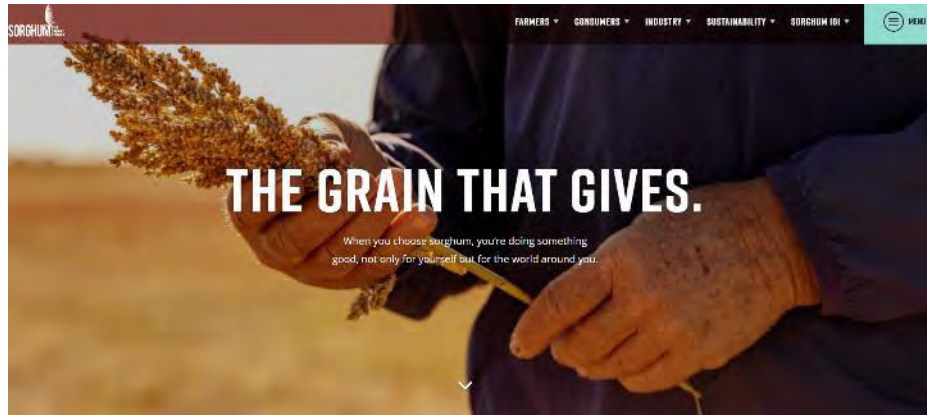 SORGHUM
FARMERS
CONSUMERS
INDUSTRY
SUSTAINABILITY
SORGHUM 101
MENU
THE GRAIN THAT GIVES.
When you choose sorghum, you're doing something
good, not only for yourself but for the world around you.